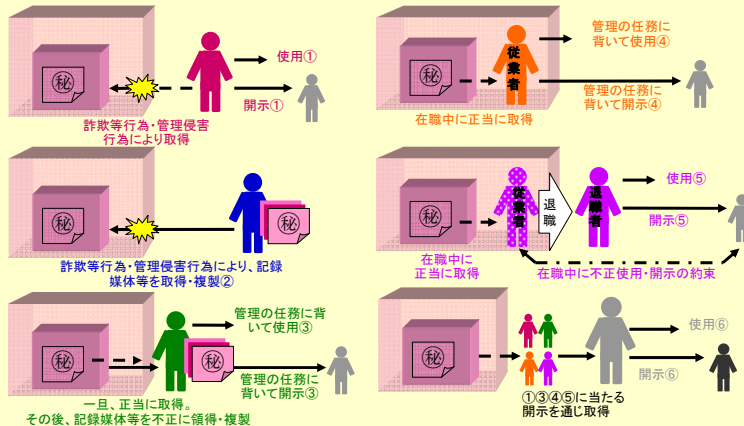 秘
使用①
開示①
詐欺等行為・管理侵害
行為により取得
秘
秘
詐欺等行為・管理侵害行為により、記録
媒体等を取得・複製②
秘
秘
管理の任務に背
いて使用③
管理の任務に
背いて開示③
一旦、正当に取得。
その後、記録媒体等を不正に領得・複製
秘
従業者
管理の任務に
背いて使用④
管理の任務に
背いて開示④
在職中に正当に取得
秘
従業者
退職
退職者
使用⑤
開示⑤
在職中に
正当に取得
在職中に不正使用・開示の約束
秘
使用⑥
開示⑥
①③④⑤に当たる
開示を通じ取得